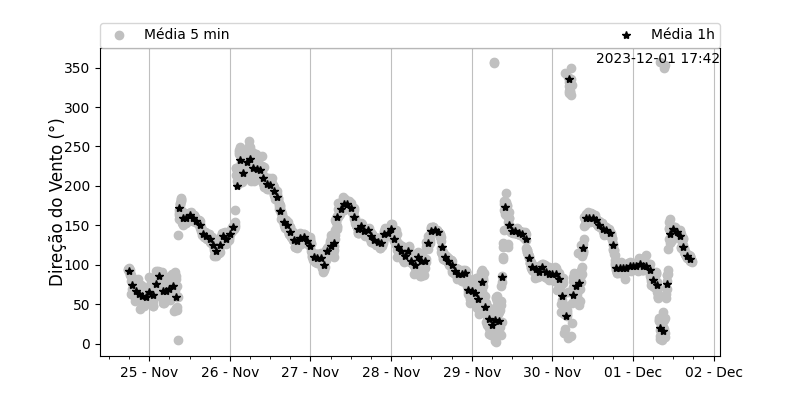 Média 5 min
Média 1h
2023-12-01 17:42
Direção do Vento (°)
350
300
250
200
150
100
50
0
25 - Nov
26 - Nov
27 - Nov
28 - Nov
29 - Nov
30 - Nov
01 - Dec
02 - Dec